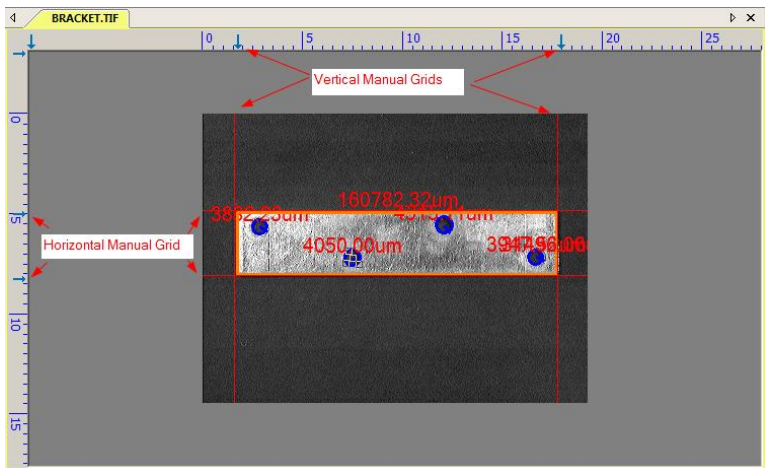 BRACKET.TIF
0 5 10 15 20 25
Vertical Manual Grids
0
5
10
15
160782.32um
Horizontal Manual Grid
4050.00um